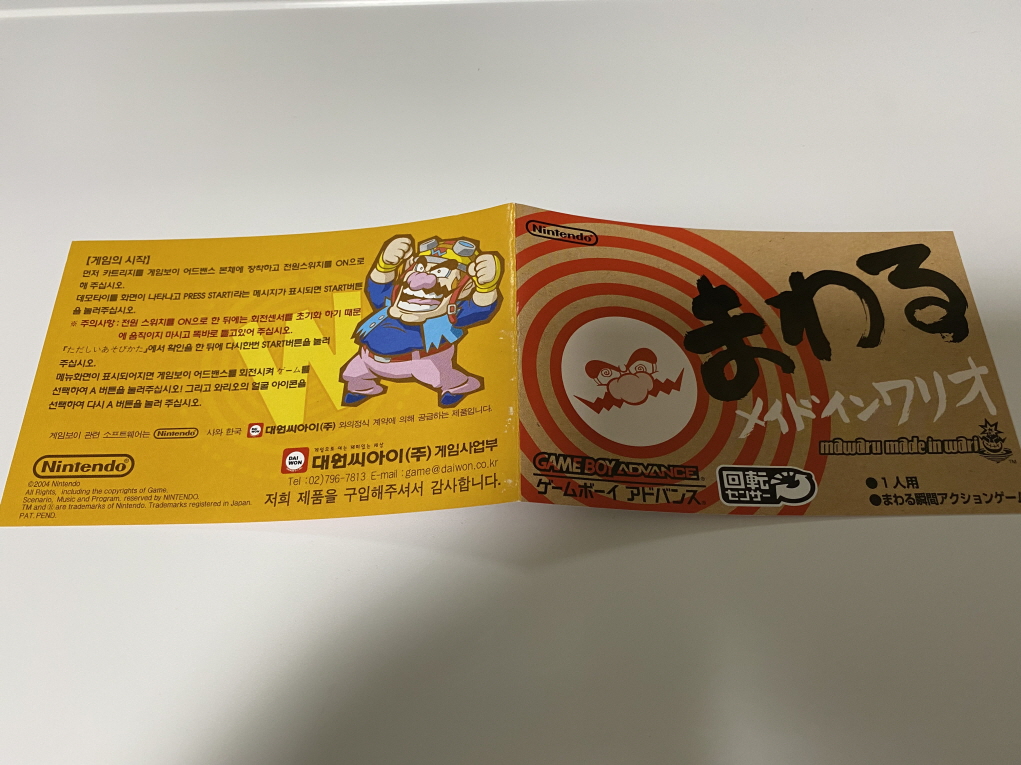 [게임의 시작]
먼저 카트리지를 게임보이 어드밴스 본체에 장착하고 전원스위치를 ON으로
해 주십시오.
데모타이틀 화면이 나타나고 PRESS START!라는 메시지가 표시되면 START버튼
을 눌러주십시오.
※ 주의사항 : 전원 스위치를 ON으로 한 뒤에는 회전센서를 초기화 하기 때문
에 움직이지 마시고 똑바로 들고있어 주십시오.
『ただしいあそびかた』에서 확인을 한 뒤에 다시한번 START버튼을 눌러
주십시오.
메뉴화면이 표시되어지면 게임보이 어드밴스를 회전시켜 ゲーム를
선택하여 A 버튼을 눌러주십시오! 그리고 와리오의 얼굴 아이콘을
선택하여 다시 A 버튼을 눌러 주십시오.
게임보이 관련 소프트웨어는 Nintendo 사와 한국 대원씨아이(주) 와의정식 계약에 의해 공급하는 제품입니다.
Nintendo
©2004 Nintendo
All Rights, including the copyrights of Game.
Scenario, Music and Program, reserved by NINTENDO.
TM and ® are trademarks of Nintendo. Trademarks registered in Japan.
PAT. PEND.
DAI WON
대원씨아이(주) 게임사업부
Tel : 02)796-7813 E-mail : game@daiwon.co.kr
저희 제품을 구입해주셔서 감사합니다.
Nintendo
まわる
メイドインワリオ
mawaru made in wario
TM
GAME BOY ADVANCE
ゲームボーイ アドバンス
回転
センサー
●1人用
●まわる瞬間アクションゲーム